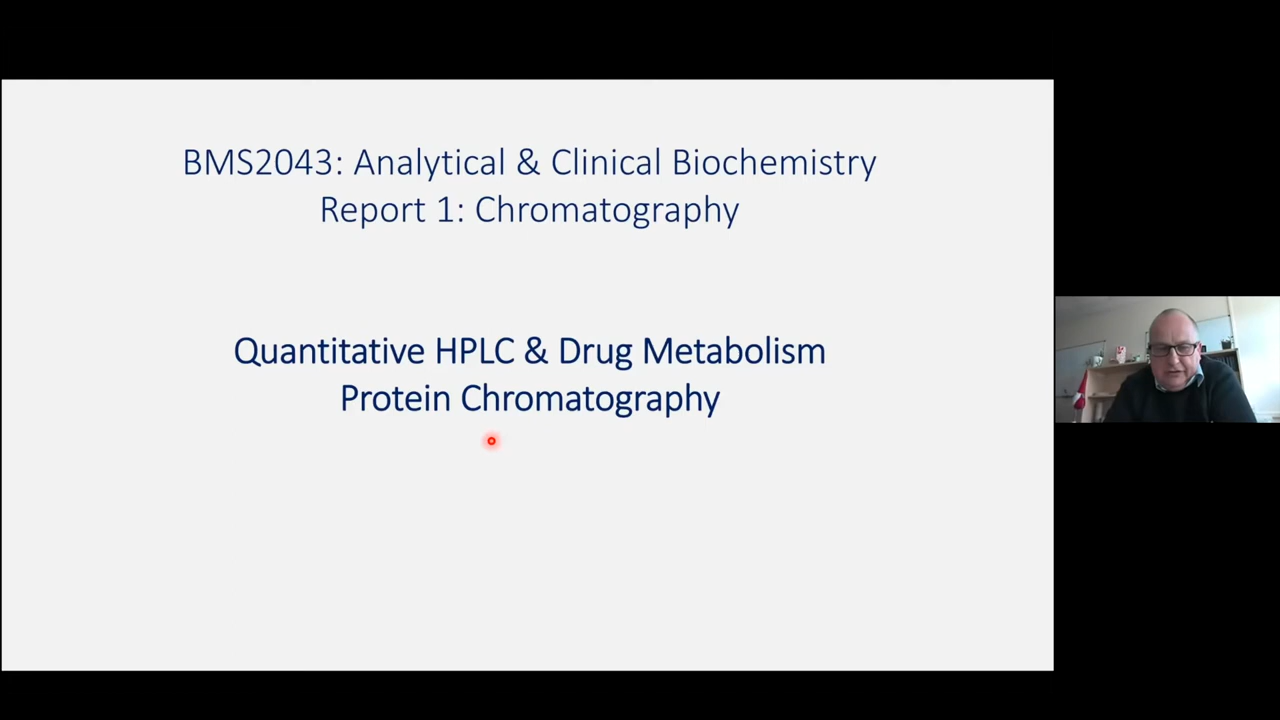 BMS2043: Analytical & Clinical Biochemistry
Report 1: Chromatography
Quantitative HPLC & Drug Metabolism
Protein Chromatography